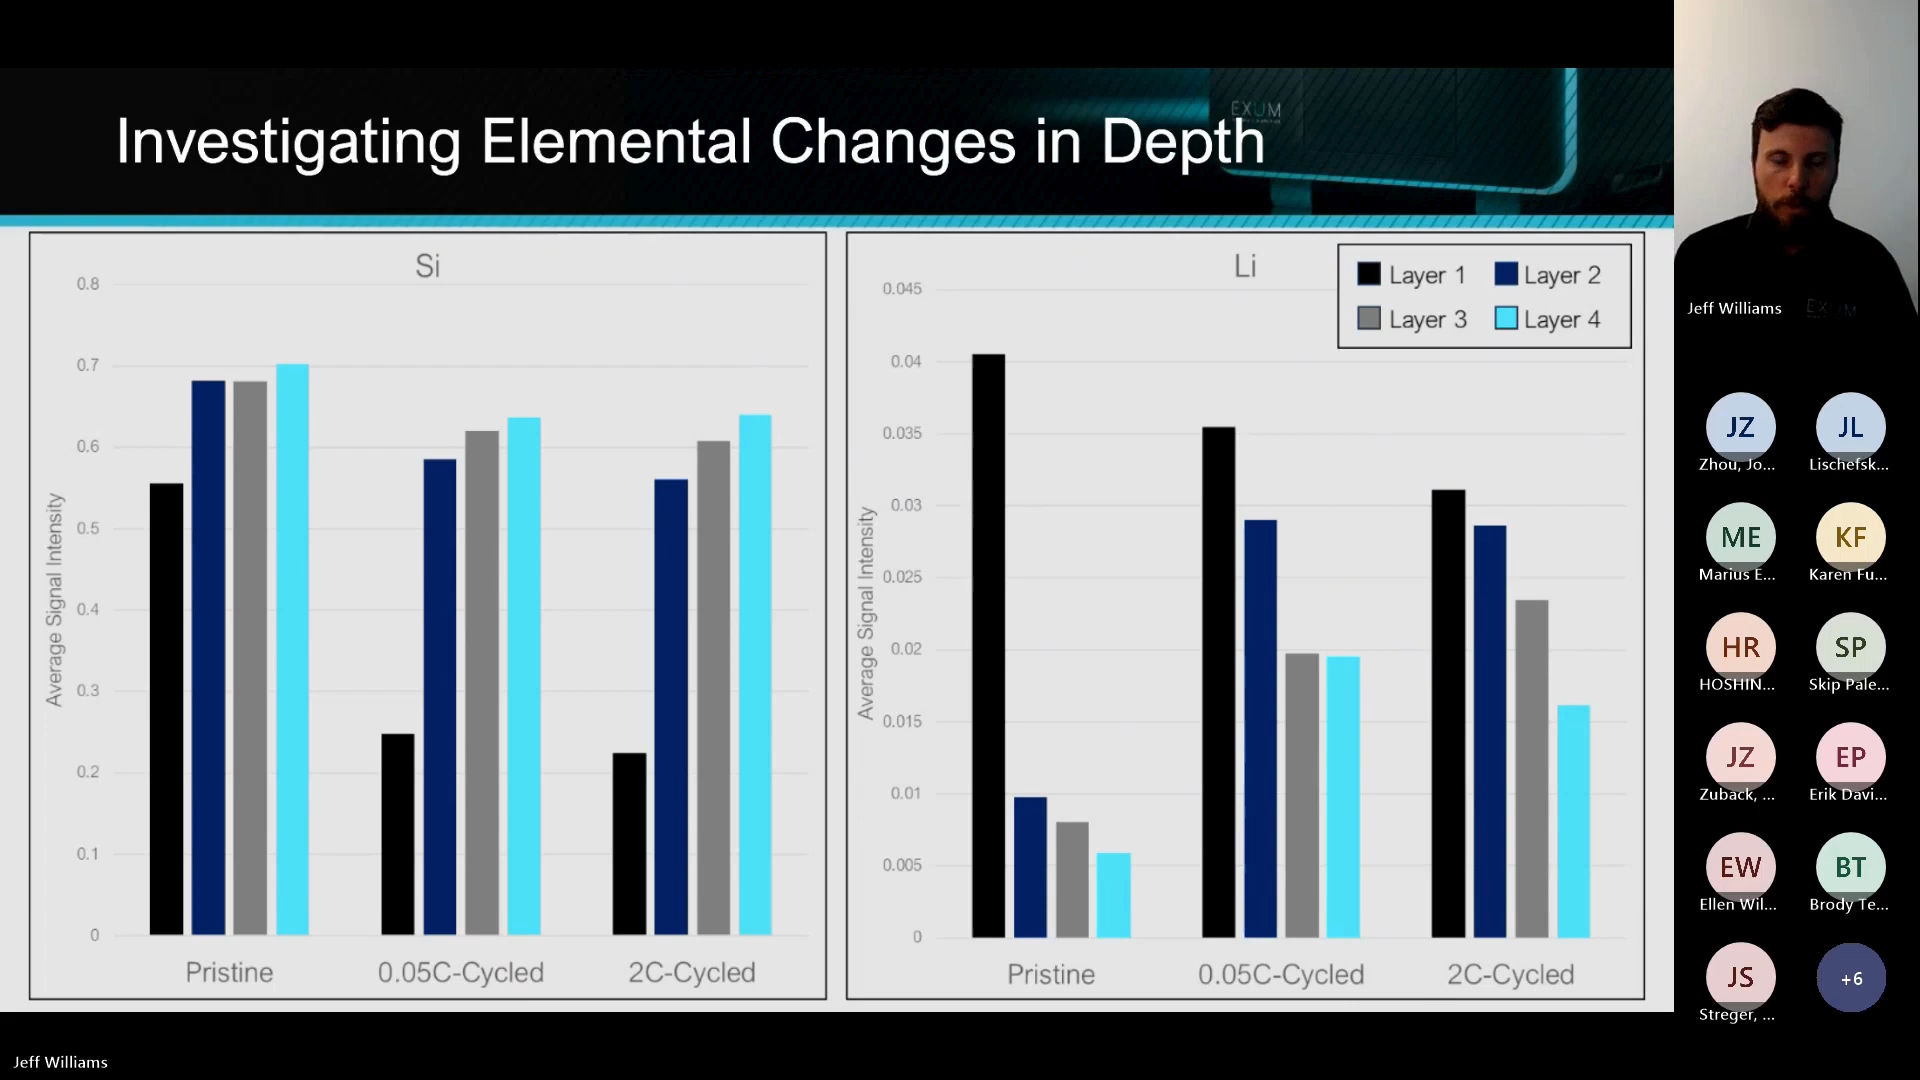 EXUM
Investigating Elemental Changes in Depth
Si
0.8
0.7
0.6
0.5
0.4
0.3
0.2
0.1
0
Average Signal Intensity
Pristine
0.05C-Cycled
2C-Cycled
Li
Layer 1
Layer 2
Layer 3
Layer 4
0.045
0.04
0.035
0.03
0.025
0.02
0.015
0.01
0.005
0
Average Signal Intensity
Pristine
0.05C-Cycled
2C-Cycled
Jeff Williams
JZ
Zhou, Jo...
JL
Lischefsk...
ME
Marius E...
KF
Karen Fu...
HR
HOSHIN...
SP
Skip Pale...
JZ
Zuback, ...
EP
Erik Davi...
EW
Ellen Wil...
BT
Brody Te...
JS
Streger, ...
+6
Jeff Williams